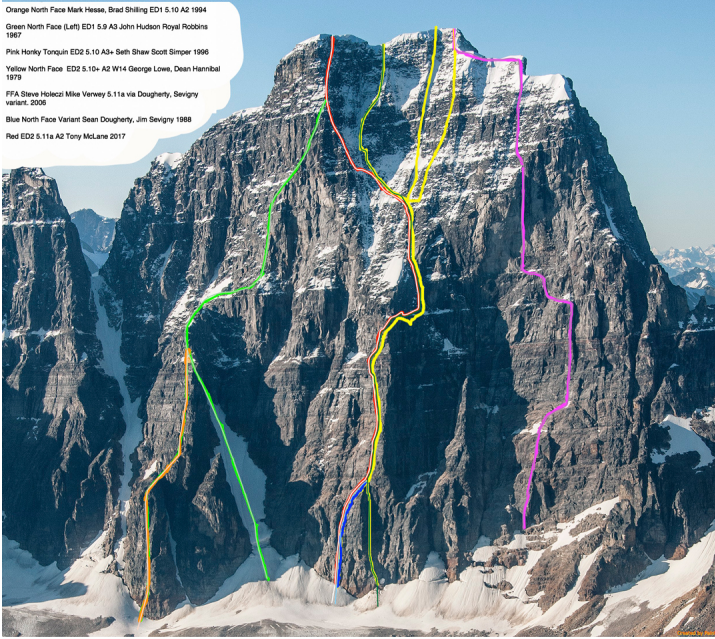 Orange North Face Mark Hesse, Brad Shilling ED1 5.10 A2 1994
Green North Face (Left) ED1 5.9 A3 John Hudson Royal Robbins
1967
Pink Honky Tonquin ED2 5.10 A3+ Seth Shaw Scott Simper 1996
Yellow North Face  ED2 5.10+ A2 W14 George Lowe, Dean Hannibal
1979
FFA Steve Holeczi Mike Verwey 5.11a via Dougherty, Sevigny
variant. 2006
Blue North Face Variant Sean Dougherty, Jim Sevigny 1988
Red ED2 5.11a A2 Tony McLane 2017